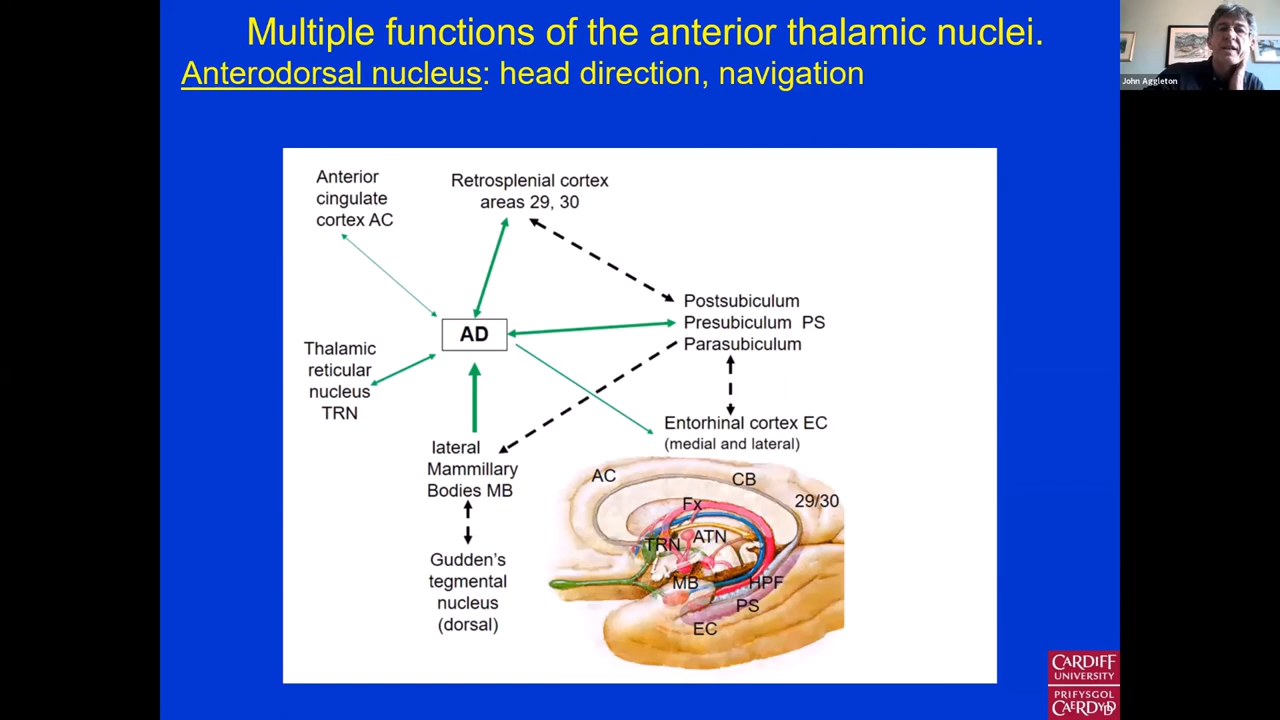 Multiple functions of the anterior thalamic nuclei.
Anterodorsal nucleus: head direction, navigation
John Aggleton
Anterior
cingulate
cortex AC
Retrosplenial cortex
areas 29, 30
Postsubiculum
Presubiculum PS
Parasubiculum
AD
Thalamic
reticular
nucleus
TRN
Entorhinal cortex EC
(medial and lateral)
lateral
Mammillary
Bodies MB
Gudden's
tegmental
nucleus
(dorsal)
AC
CB
29/30
Fx
TRN
ATN
MB
HPF
PS
EC
CARDIFF
UNIVERSITY
PRIFYSGOL
CAERDYDD